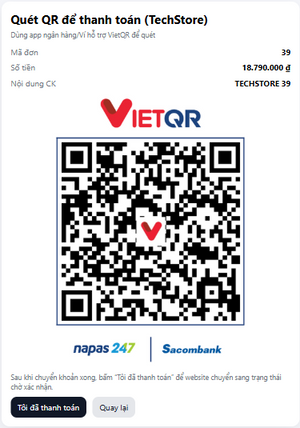 Quét QR để thanh toán (TechStore)
Dùng app ngân hàng/Ví hỗ trợ VietQR để quét
Mã đơn 39
Số tiền 18.790.000 ₫
Nội dung CK TECHSTORE 39
VIETQR
napas 247 Sacombank
Sau khi chuyển khoản xong, bấm "Tôi đã thanh toán" để website chuyển sang trạng thái
chờ xác nhận.
Tôi đã thanh toán Quay lại